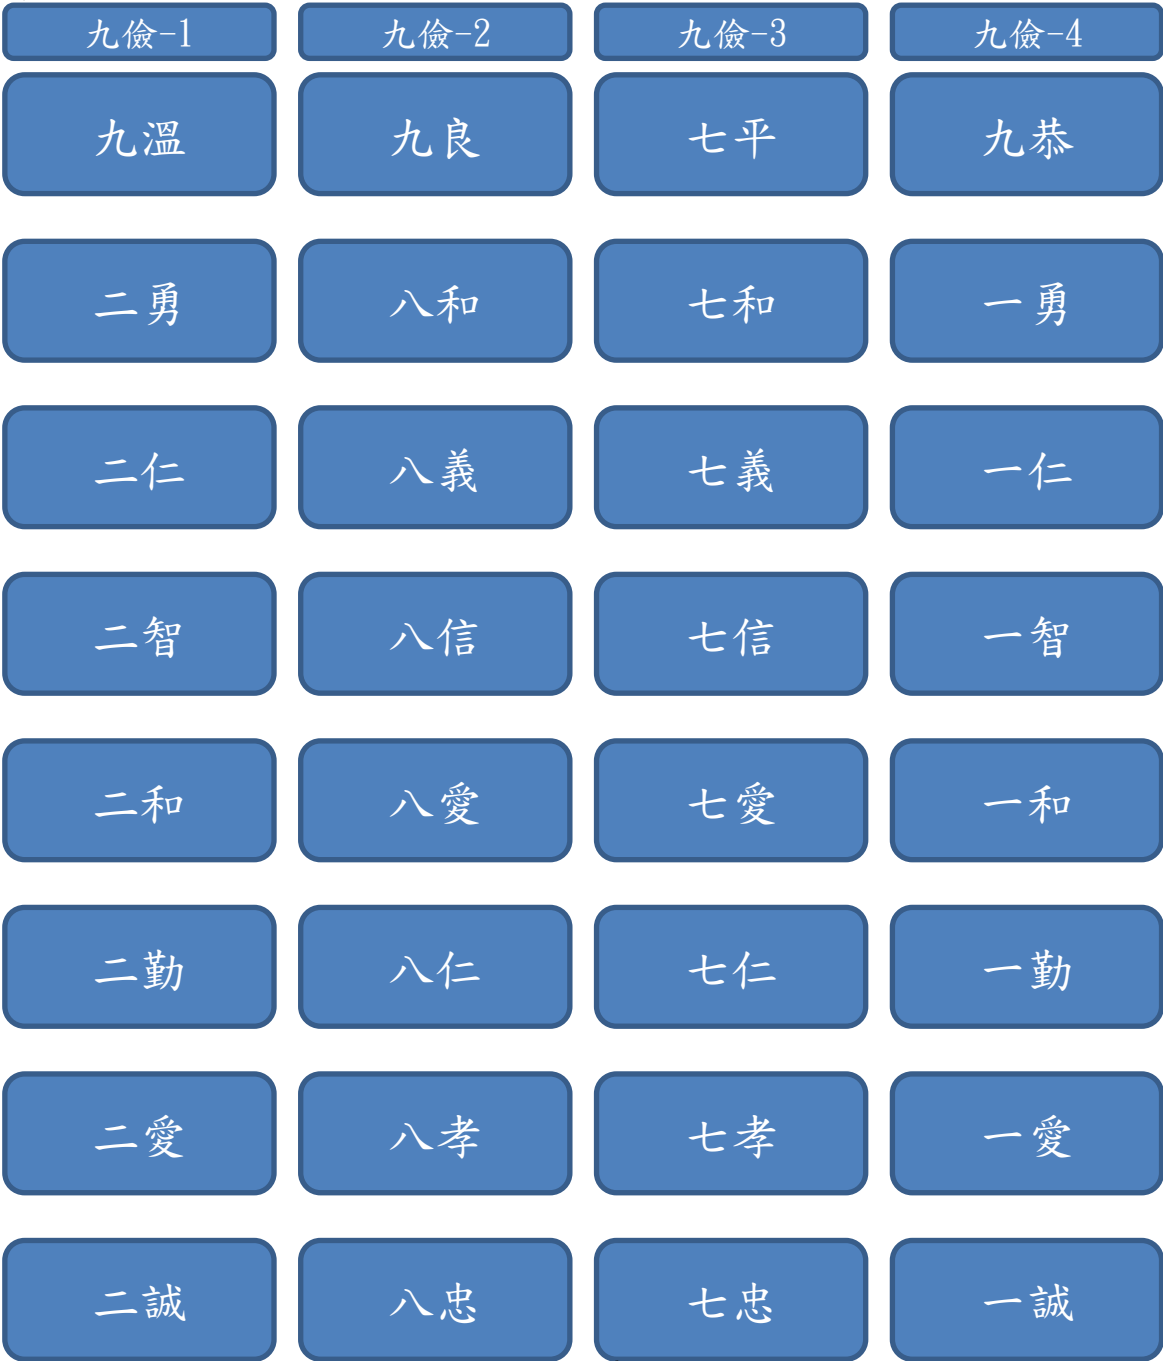 九儉-1 九儉-2 九儉-3 九儉-4
九溫 九良 七平 九恭
二勇 八和 七和 一勇
二仁 八義 七義 一仁
二智 八信 七信 一智
二和 八愛 七愛 一和
二勤 八仁 七仁 一勤
二愛 八孝 七孝 一愛
二誠 八忠 七忠 一誠